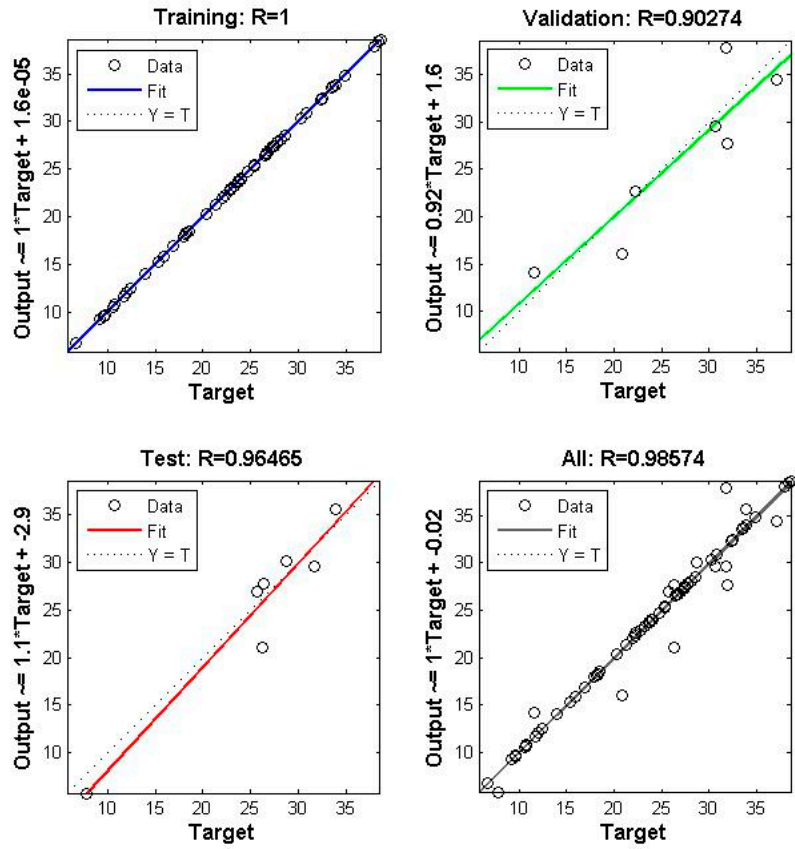 Training: R=1
Output ~= 1*Target + 1.6e-05
Data
Fit
Y = T
35
30
25
20
15
10
10 15 20 25 30 35
Target
Validation: R=0.90274
Output ~= 0.92*Target + 1.6
Data
Fit
Y = T
35
30
25
20
15
10
10 15 20 25 30 35
Target
Test: R=0.96465
Output ~= 1.1*Target + -2.9
Data
Fit
Y = T
35
30
25
20
15
10
10 15 20 25 30 35
Target
All: R=0.98574
Output ~= 1*Target + -0.02
Data
Fit
Y = T
35
30
25
20
15
10
10 15 20 25 30 35
Target